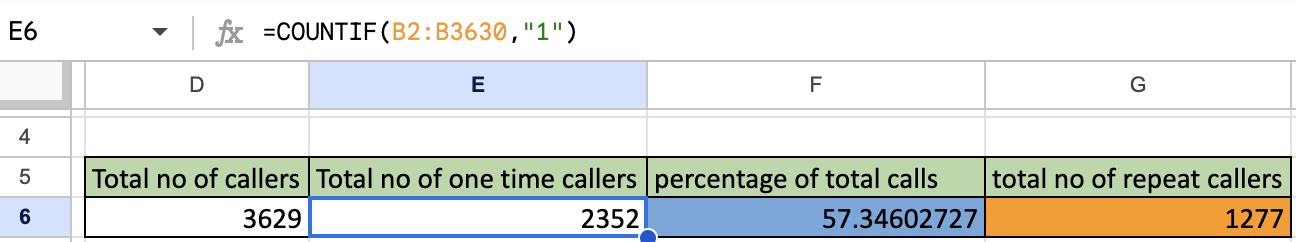 E6 fx =COUNTIF(B2:B3630,"1")
D E F G
4
5 Total no of callers Total no of one time callers percentage of total calls total no of repeat callers
6 3629 2352 57.34602727 1277